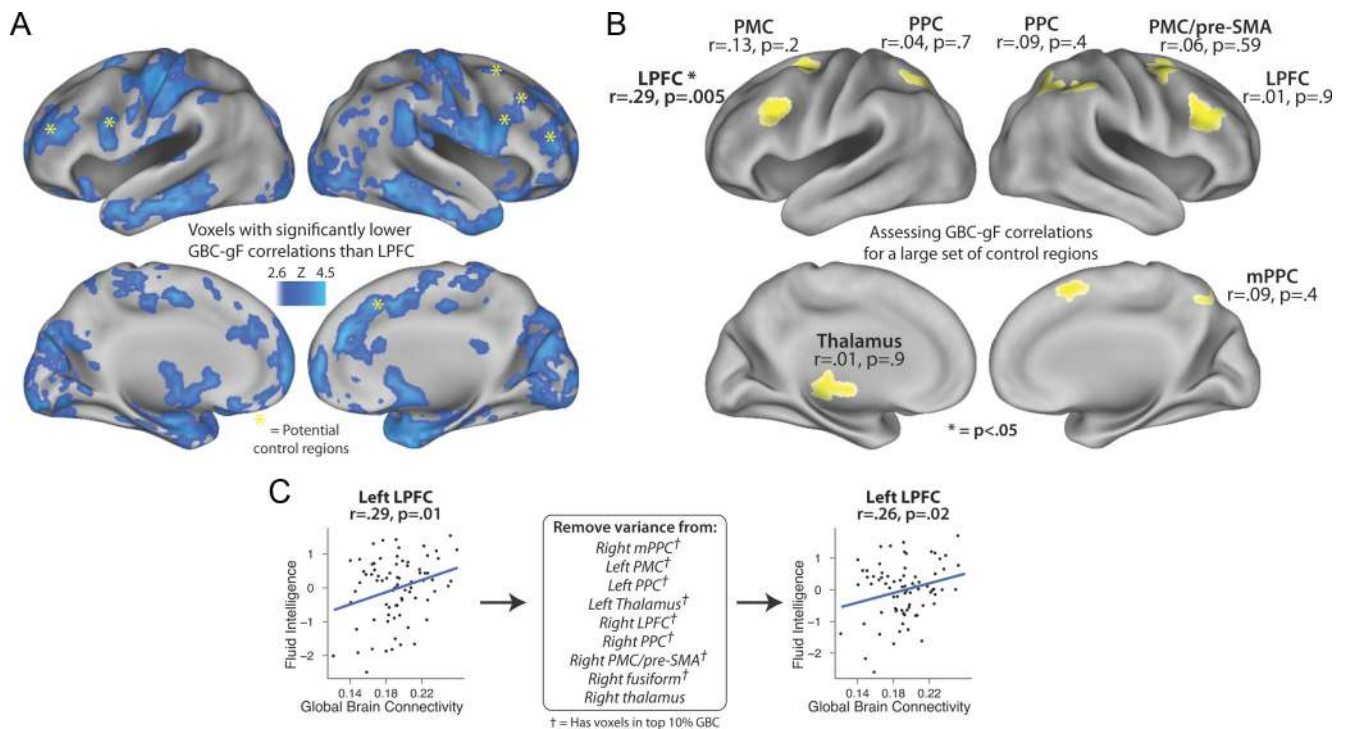 A
Voxels with significantly lower
GBC-gF correlations than LPFC
2.6 Z 4.5
* = Potential
control regions
B
PMC
r=.13, p=.2
PPC
r=.04, p=.7
PPC
r=.09, p=.4
PMC/pre-SMA
r=.06, p=.59
LPFC *
r=.29, p=.005
LPFC
r=.01, p=.9
Assessing GBC-gF correlations
for a large set of control regions
mPPC
r=.09, p=.4
Thalamus
r=.01, p=.9
* = p<.05
C
Left LPFC
r=.29, p=.01
Fluid Intelligence
1
0
−1
−2
0.14 0.18 0.22
Global Brain Connectivity
Remove variance from:
Right mPPC†
Left PMC†
Left PPC†
Left Thalamus†
Right LPFC†
Right PPC†
Right PMC/pre-SMA†
Right fusiform†
Right thalamus
† = Has voxels in top 10% GBC
Left LPFC
r=.26, p=.02
Fluid Intelligence
1
0
−1
−2
0.14 0.18 0.22
Global Brain Connectivity